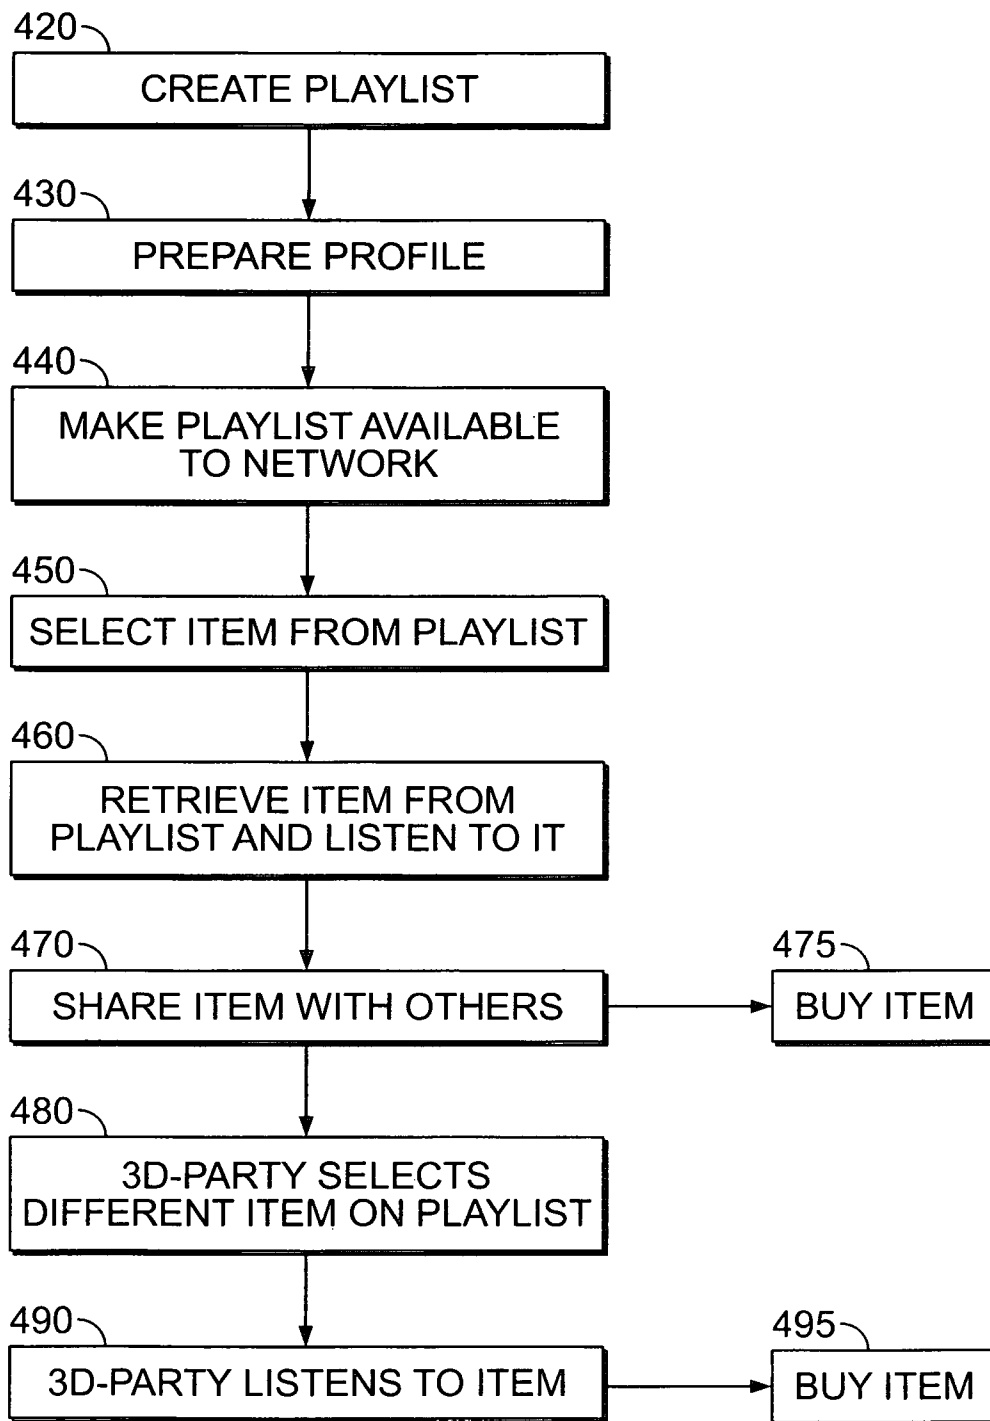 420
CREATE PLAYLIST
430
PREPARE PROFILE
440
MAKE PLAYLIST AVAILABLE
TO NETWORK
450
SELECT ITEM FROM PLAYLIST
460
RETRIEVE ITEM FROM
PLAYLIST AND LISTEN TO IT
470
SHARE ITEM WITH OTHERS
475
BUY ITEM
480
3D-PARTY SELECTS
DIFFERENT ITEM ON PLAYLIST
490
3D-PARTY LISTENS TO ITEM
495
BUY ITEM